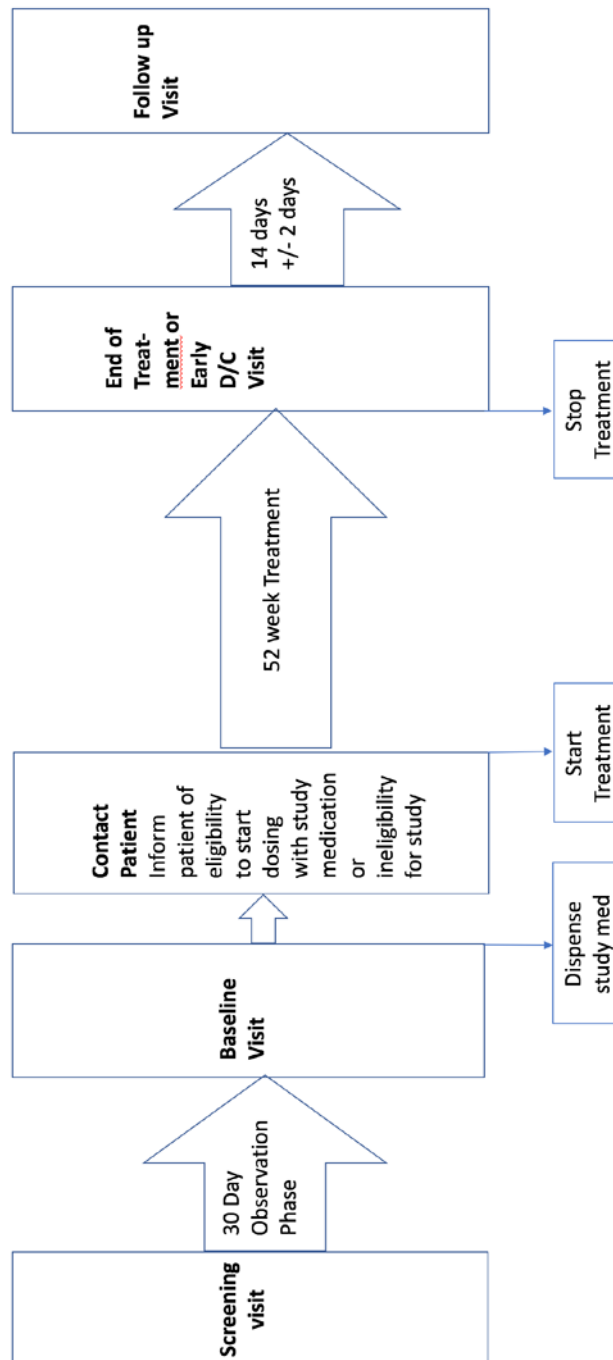 Screening
visit
30 Day
Observation
Phase
Baseline
Visit
Dispense
study med
Contact
Patient Inform
patient of
eligibility
to start
dosing
with study
medication
or
ineligibility
for study
Start
Treatment
52 week Treatment
End of
Treat-
ment or
Early
D/C
Visit
Stop
Treatment
14 days
+/- 2 days
Follow up
Visit